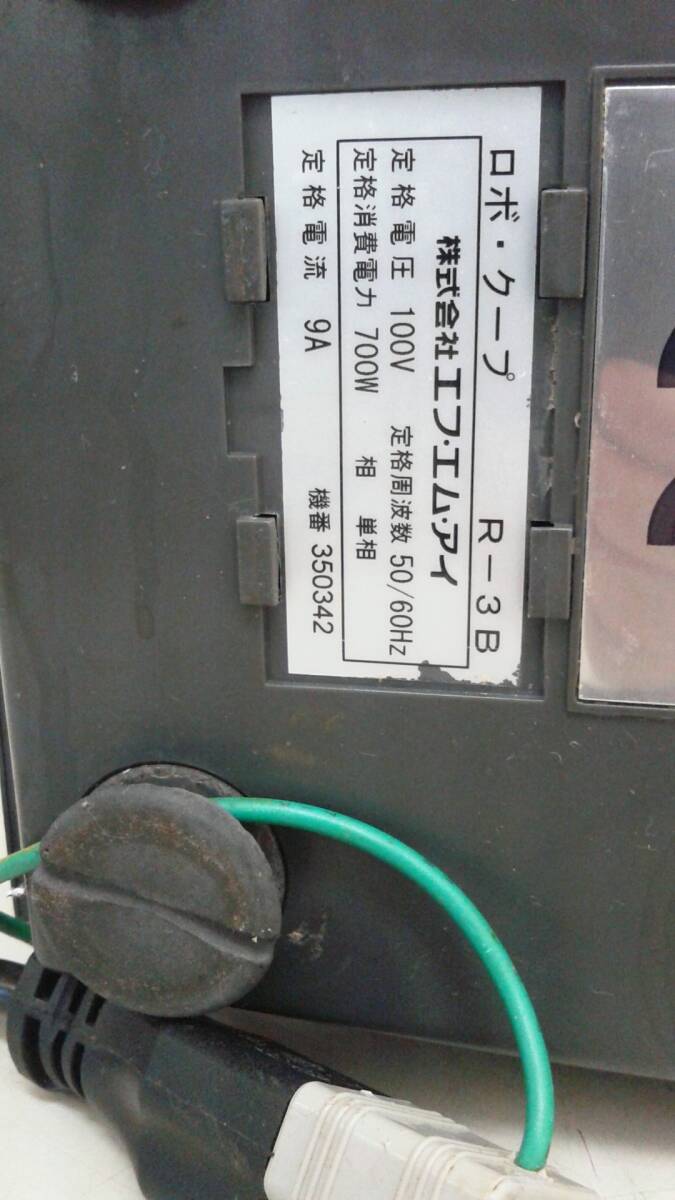 ロボ・クープ R－3B
株式会社エフ・エム・アイ
定格電圧 100V 定格周波数 50/60Hz
定格消費電力 700W 相 単相
定格電流 9A 機番 350342